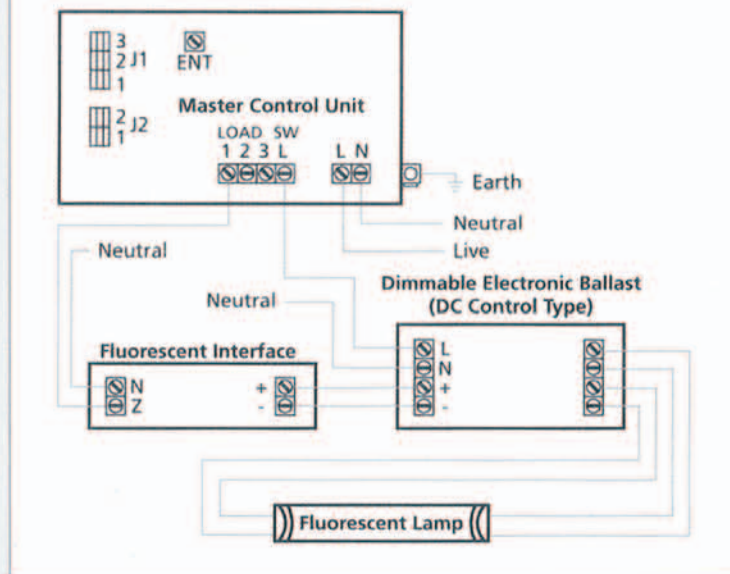 3
2 J1
1
ENT
2 J2
1
Master Control Unit
LOAD SW
1 2 3 L
L N
Earth
Neutral
Live
Neutral
Neutral
Dimmable Electronic Ballast
(DC Control Type)
L
N
+
-
Fluorescent Interface
N
Z
+
-
Fluorescent Lamp